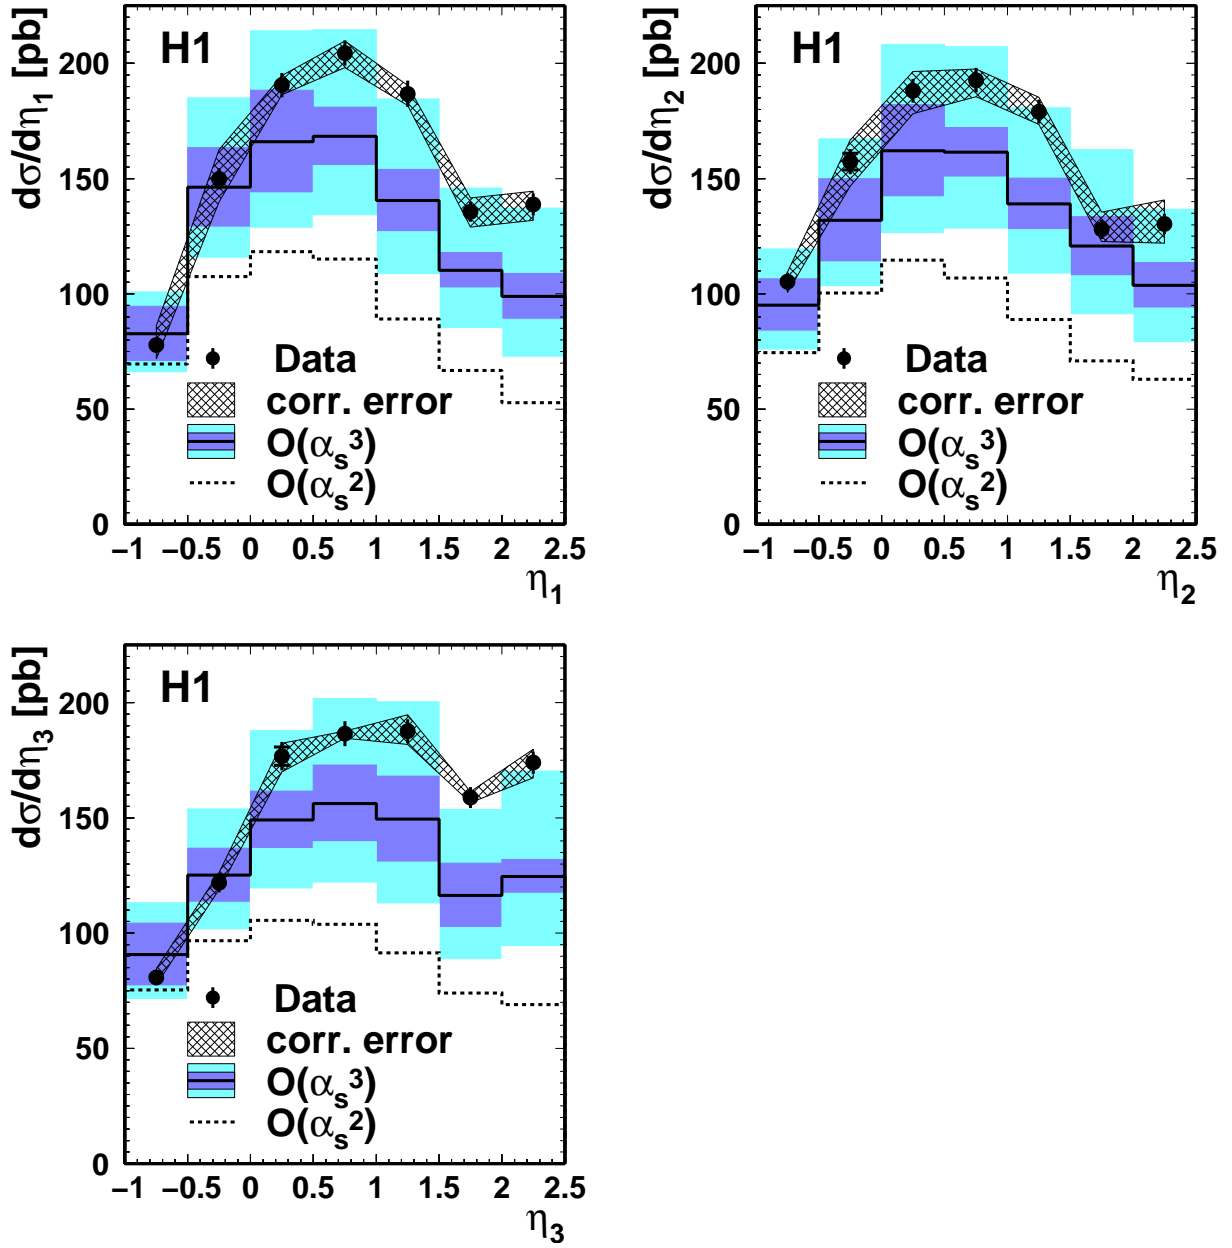 H1
dσ/dη1 [pb]
200
150
100
50
0
Data
corr. error
O(αs3)
O(αs2)
−1 −0.5 0 0.5 1 1.5 2 2.5
η1
H1
dσ/dη2 [pb]
200
150
100
50
0
Data
corr. error
O(αs3)
O(αs2)
−1 −0.5 0 0.5 1 1.5 2 2.5
η2
H1
dσ/dη3 [pb]
200
150
100
50
0
Data
corr. error
O(αs3)
O(αs2)
−1 −0.5 0 0.5 1 1.5 2 2.5
η3